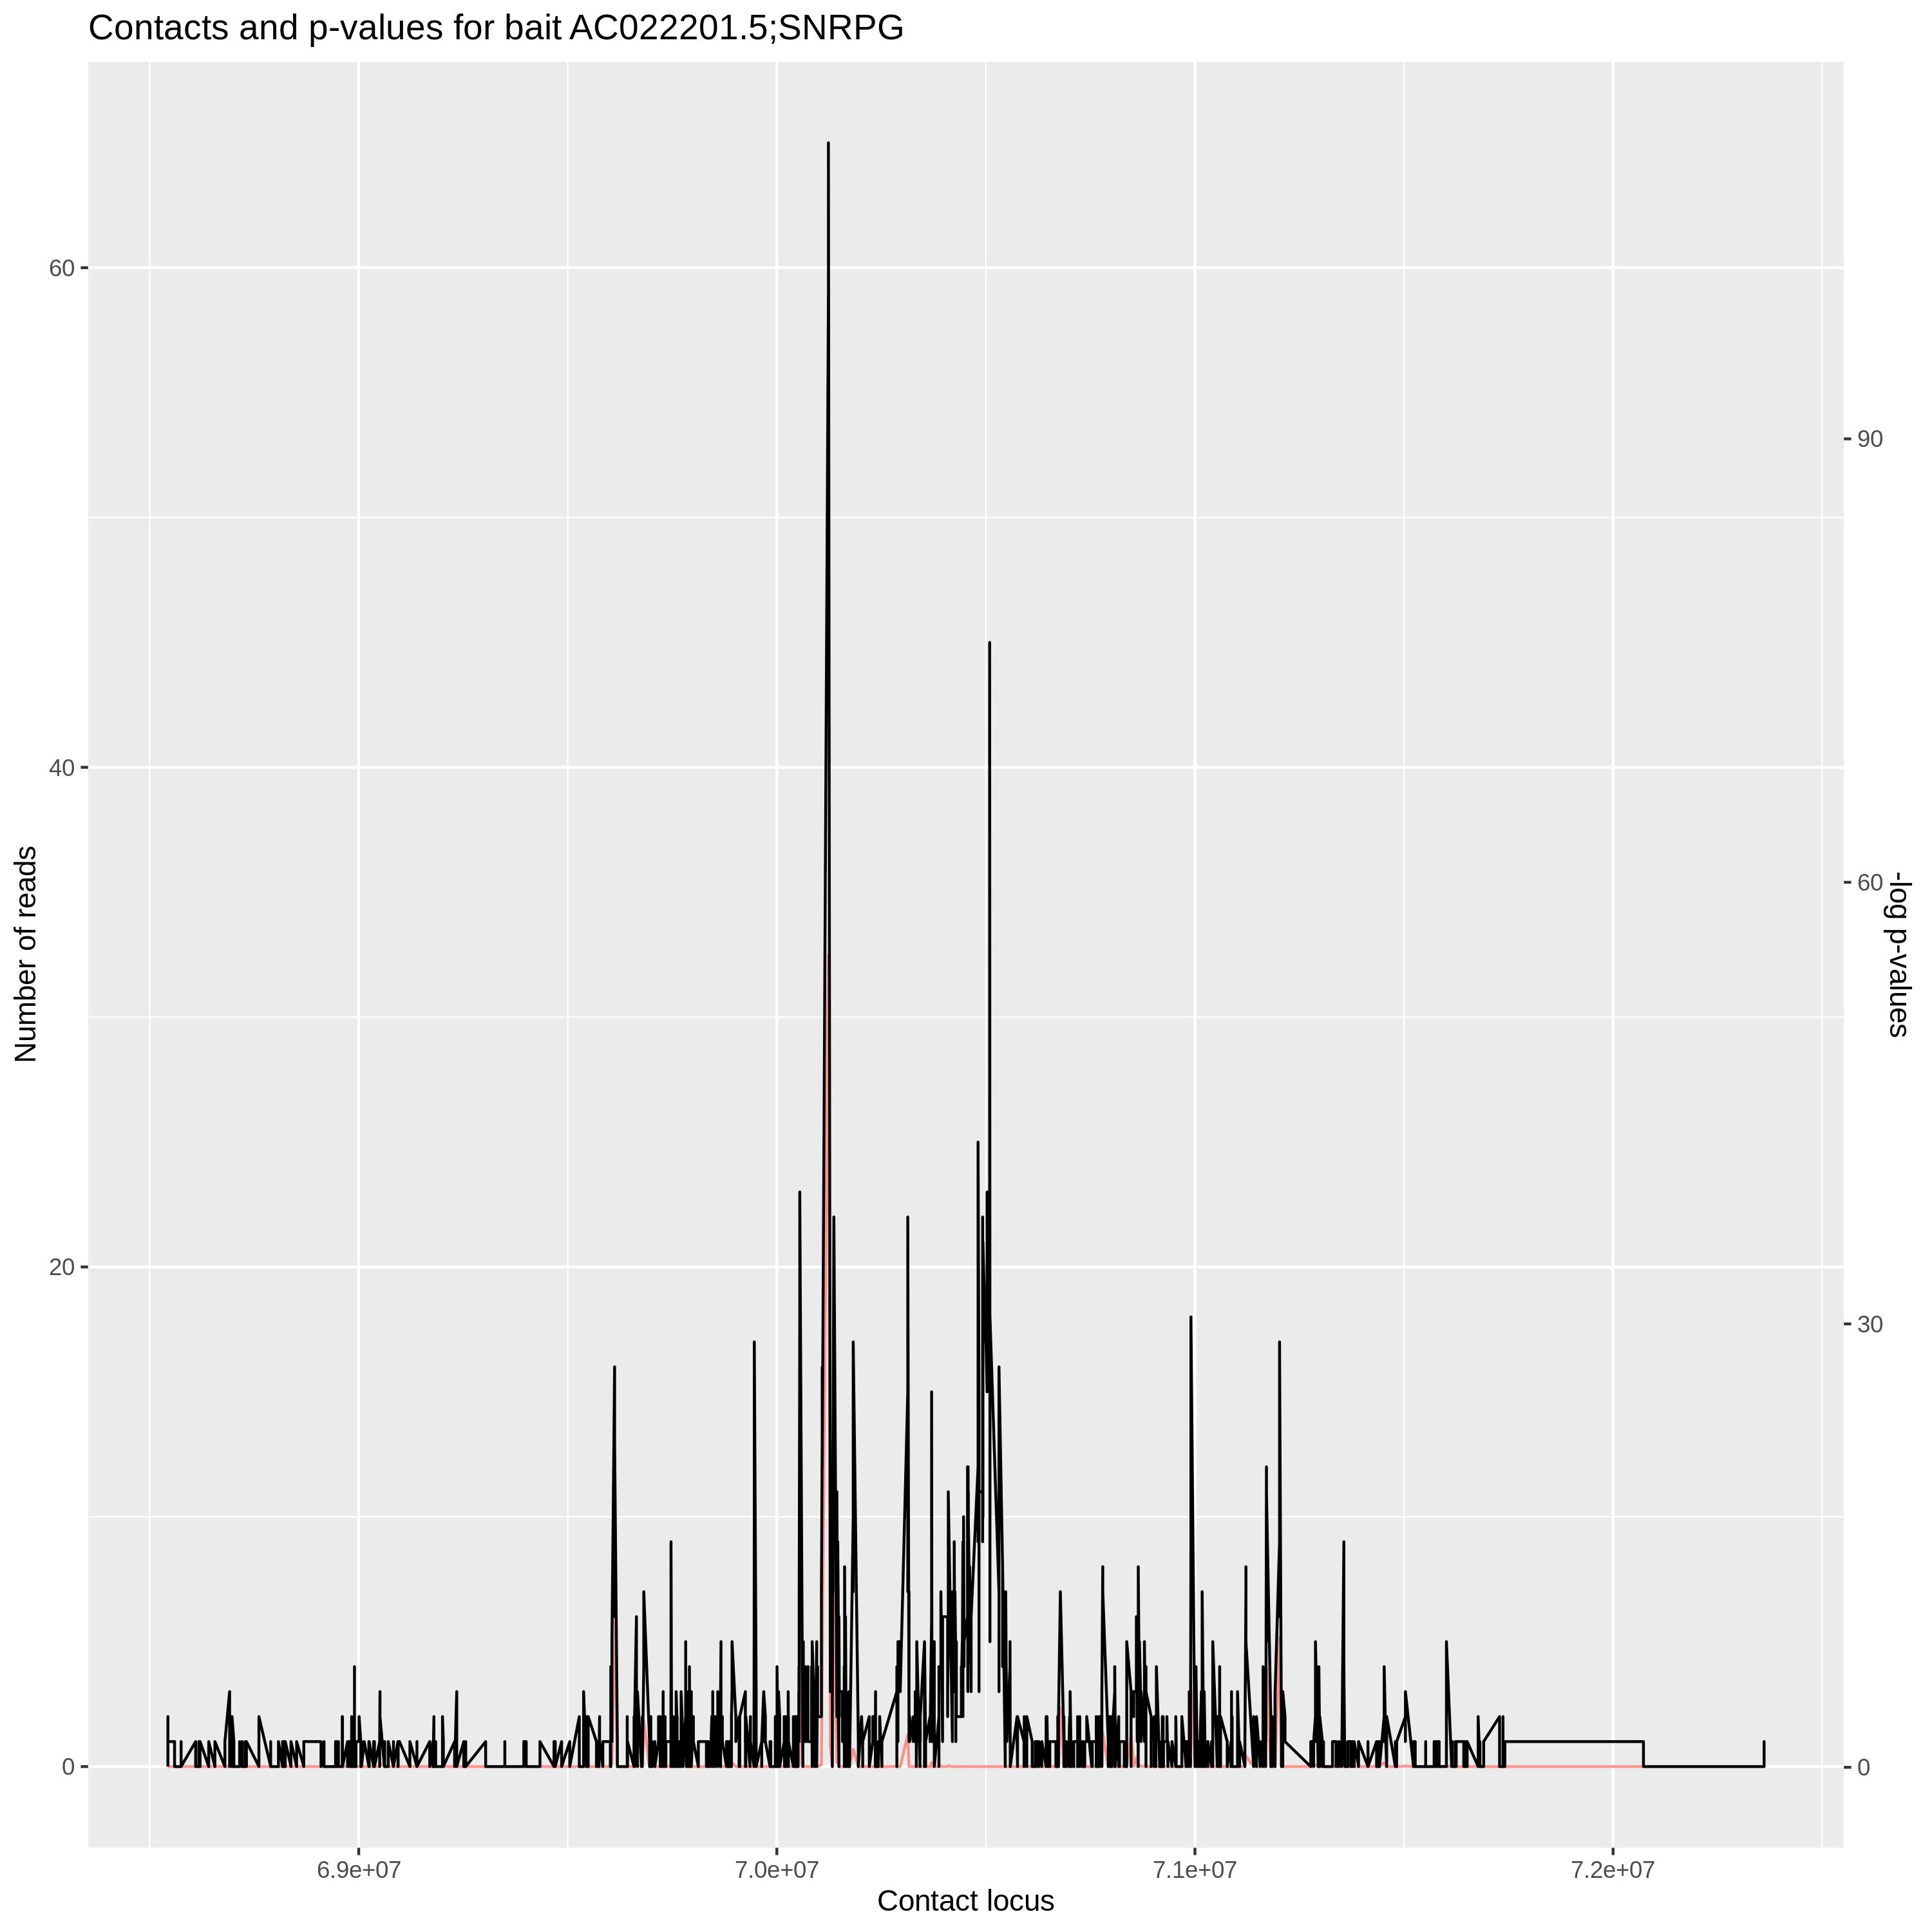 Contacts and p-values for bait AC022201.5;SNRPG
60
40
20
0
90
60
30
0
Number of reads
-log p-values
6.9e+07 7.0e+07 7.1e+07 7.2e+07
Contact locus